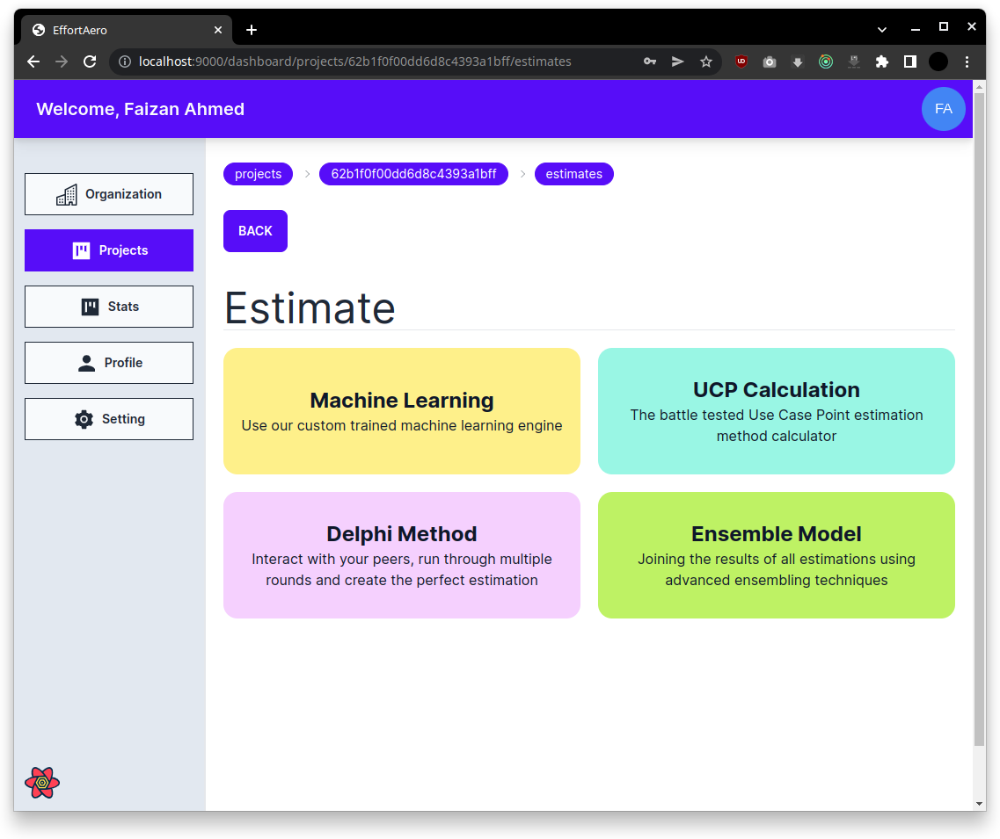 EffortAero
localhost:9000/dashboard/projects/62b1f0f00dd6d8c4393a1bff/estimates
Welcome, Faizan Ahmed
FA
Organization
Projects
Stats
Profile
Setting
projects
62b1f0f00dd6d8c4393a1bff
estimates
BACK
Estimate
Machine Learning
Use our custom trained machine learning engine
UCP Calculation
The battle tested Use Case Point estimation
method calculator
Delphi Method
Interact with your peers, run through multiple
rounds and create the perfect estimation
Ensemble Model
Joining the results of all estimations using
advanced ensembling techniques